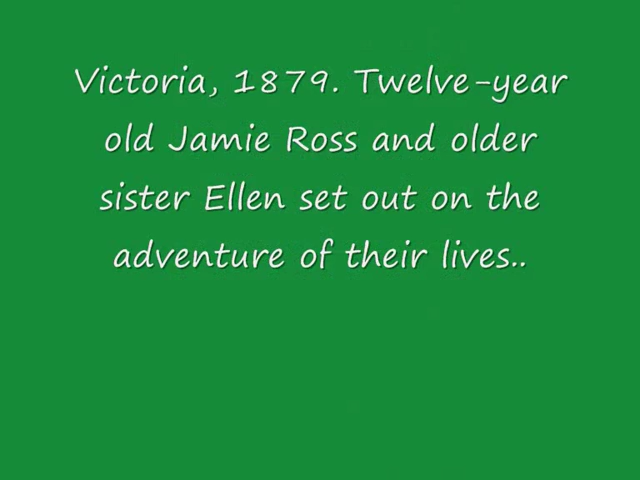 Victoria, 1879. Twelve-year
old Jamie Ross and older
sister Ellen set out on the
adventure of their lives..